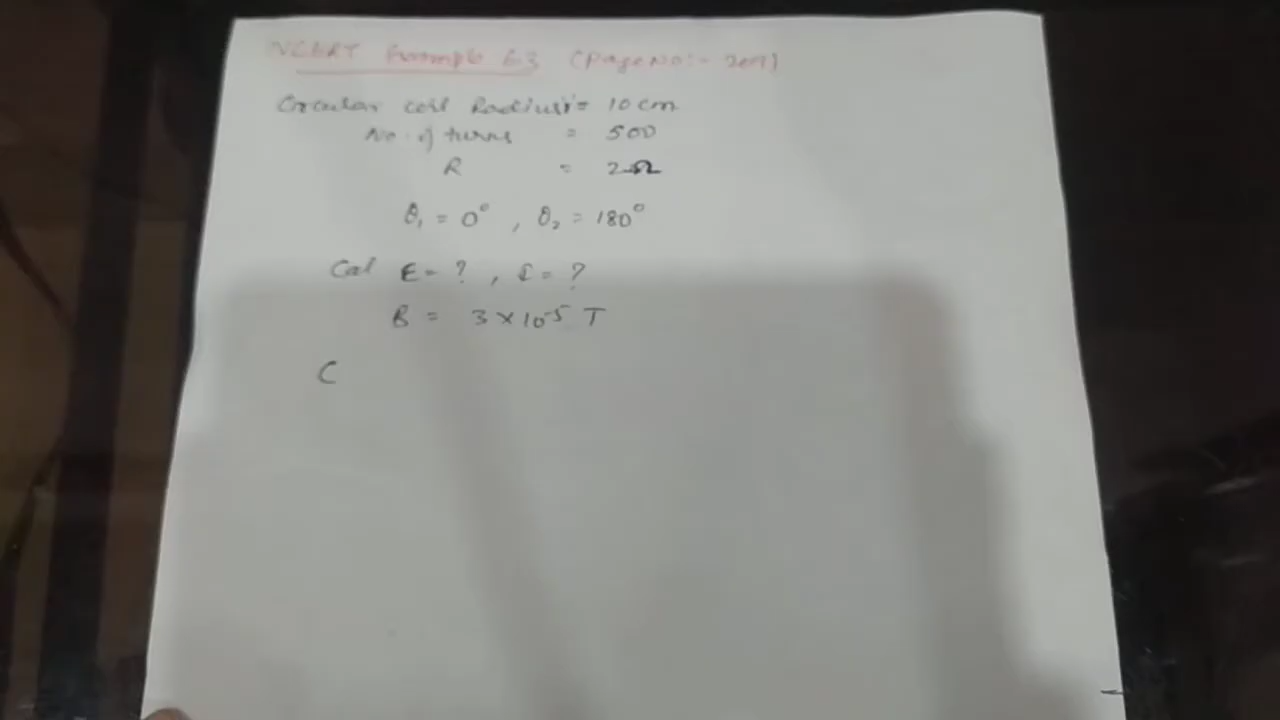 NCERT Example 6.3 (Page No:- 209)
Circular coil Radius = 10 cm
No. of turns = 500
R = 2Ω
θ₁ = 0° , θ₂ = 180°
Cal ε = ? , I = ?
B = 3 × 10⁻⁵ T
C